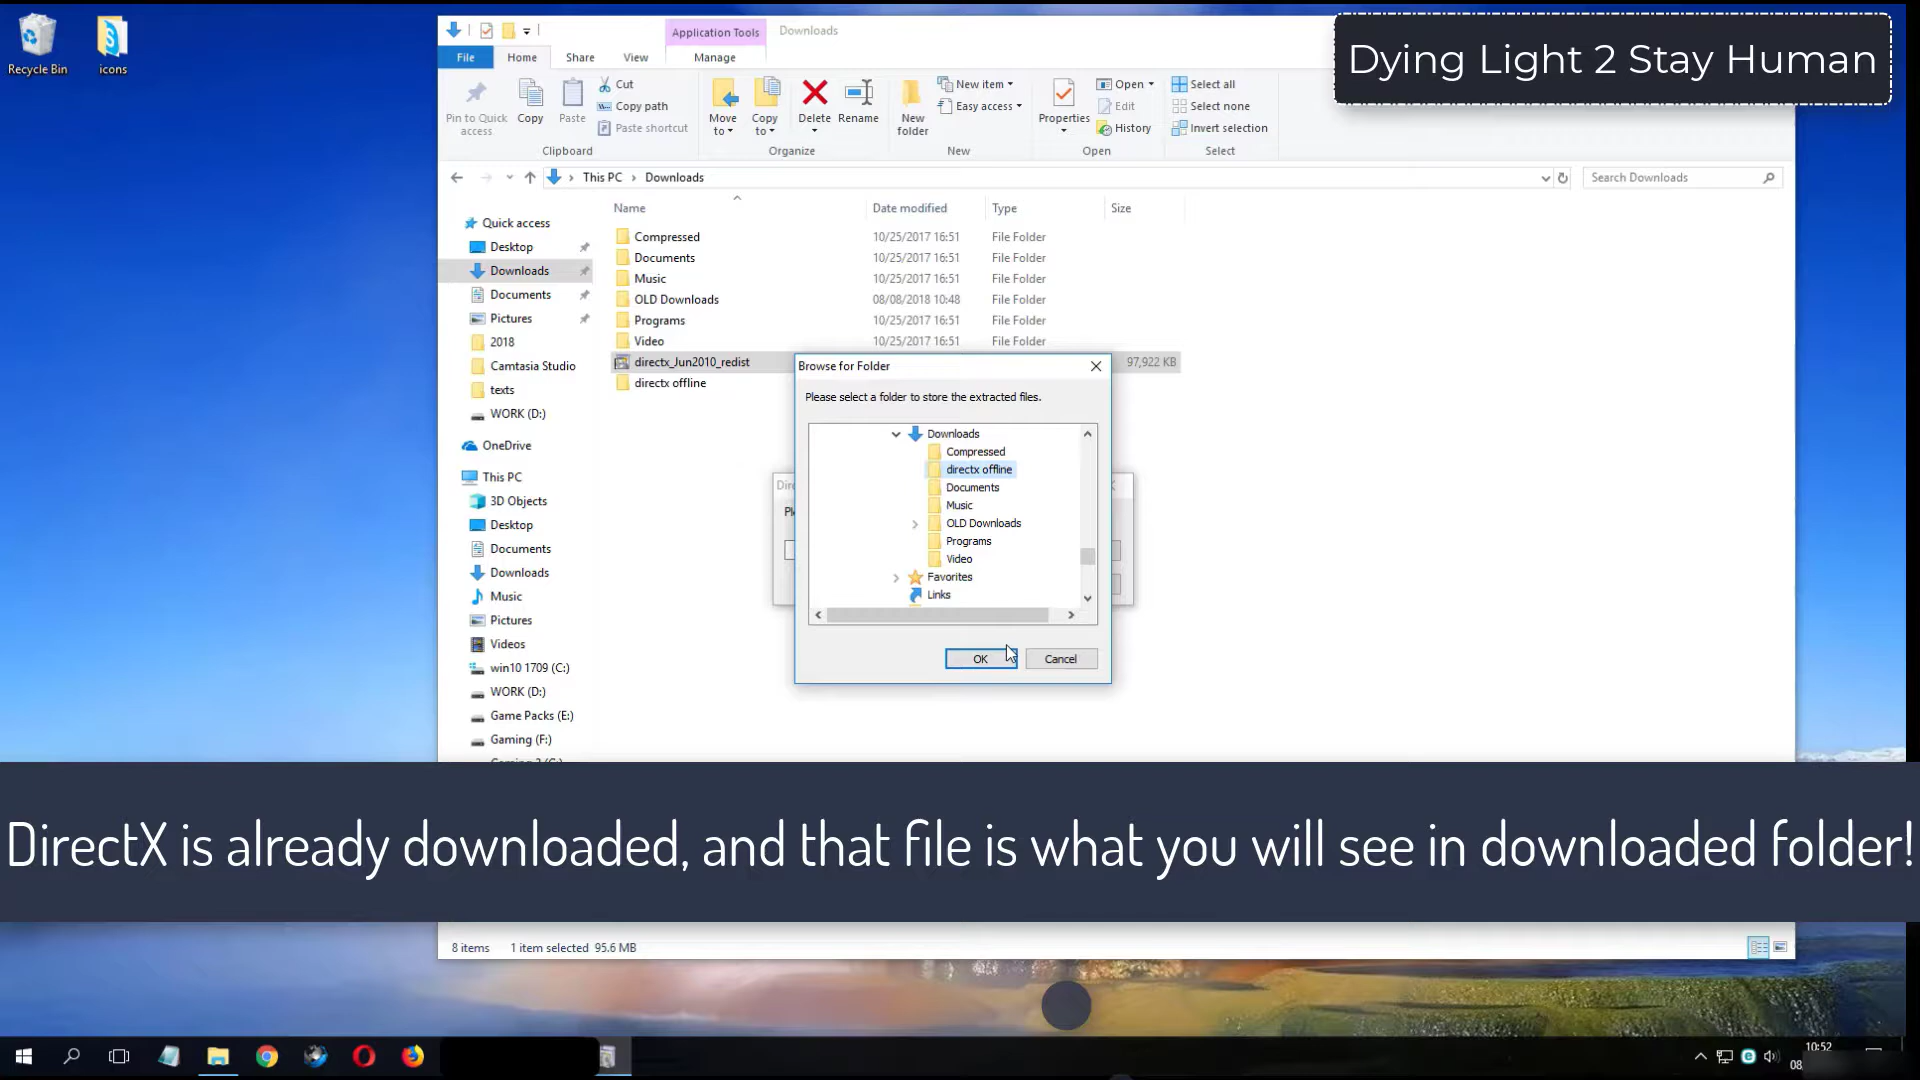 Recycle Bin
icons
Application Tools
Downloads
Dying Light 2 Stay Human
File
Home
Share
View
Manage
Pin to Quick access
Copy
Paste
Cut
Copy path
Paste shortcut
Clipboard
Move to
Copy to
Delete
Rename
Organize
New folder
New item
Easy access
New
Properties
Open
Edit
History
Open
Select all
Select none
Invert selection
Select
This PC
Downloads
Search Downloads
Name
Date modified
Type
Size
Compressed 10/25/2017 16:51 File Folder
Documents 10/25/2017 16:51 File Folder
Music 10/25/2017 16:51 File Folder
OLD Downloads 08/08/2018 10:48 File Folder
Programs 10/25/2017 16:51 File Folder
Video 10/25/2017 16:51 File Folder
directx_Jun2010_redist 97,922 KB
directx offline
Quick access
Desktop
Downloads
Documents
Pictures
2018
Camtasia Studio
texts
WORK (D:)
OneDrive
This PC
3D Objects
Desktop
Documents
Downloads
Music
Pictures
Videos
win10 1709 (C:)
WORK (D:)
Game Packs (E:)
Gaming (F:)
Browse for Folder
Please select a folder to store the extracted files.
Downloads
Compressed
directx offline
Documents
Music
OLD Downloads
Programs
Video
Favorites
Links
OK
Cancel
DirectX is already downloaded, and that file is what you will see in downloaded folder!
8 items
1 item selected 95.6 MB
10:52